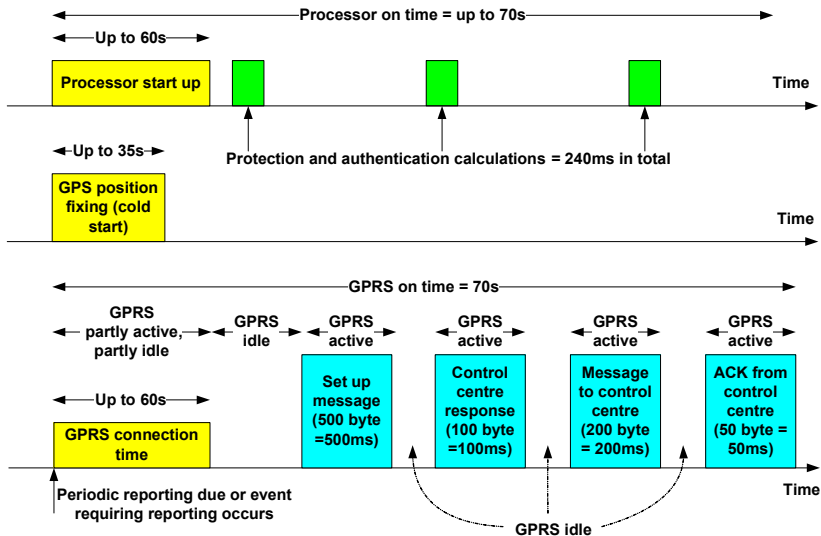 Processor on time = up to 70s
Up to 60s
Processor start up
Time
Protection and authentication calculations = 240ms in total
Up to 35s
GPS position
fixing (cold
start)
Time
GPRS on time = 70s
GPRS
partly active,
partly idle
GPRS
idle
GPRS
active
GPRS
active
GPRS
active
GPRS
active
Up to 60s
GPRS connection
time
Set up
message
(500 byte
=500ms)
Control
centre
response
(100 byte
=100ms)
Message
to control
centre
(200 byte
= 200ms)
ACK from
control
centre
(50 byte =
50ms)
Time
Periodic reporting due or event
requiring reporting occurs
GPRS idle